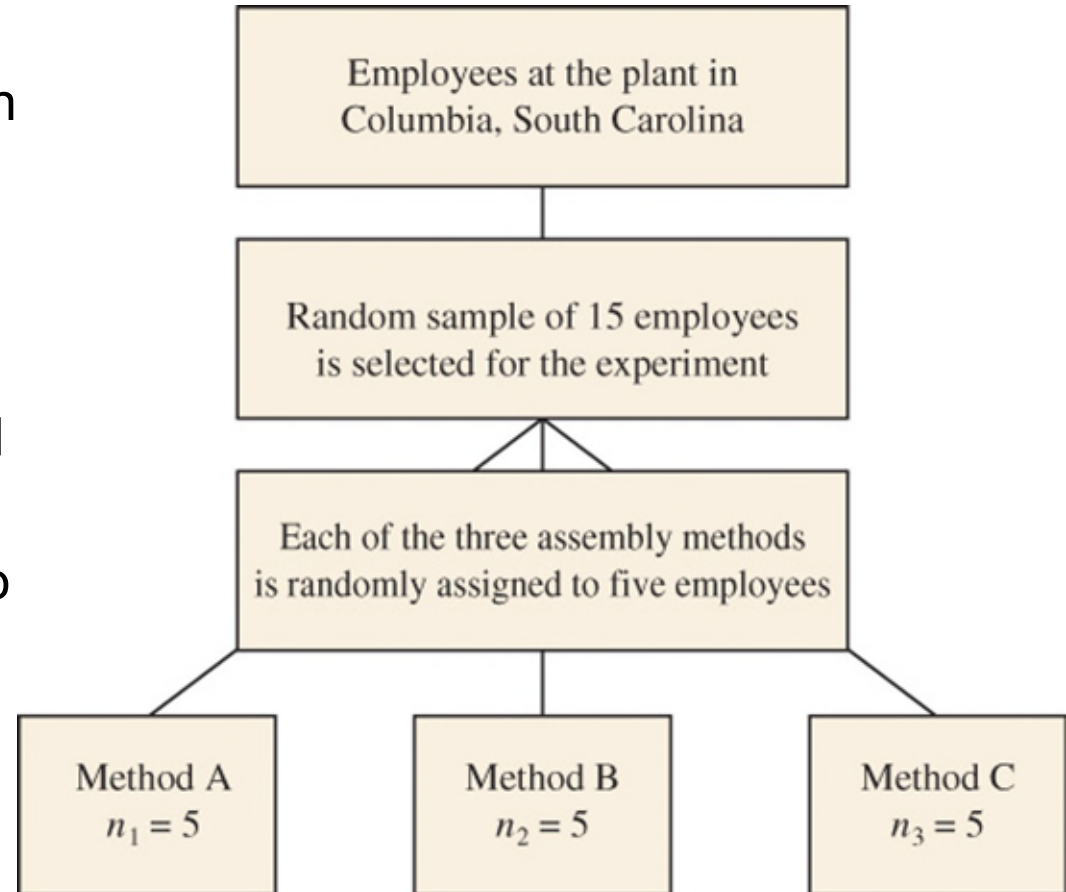 Employees at the plant in
Columbia, South Carolina
Random sample of 15 employees
is selected for the experiment
Each of the three assembly methods
is randomly assigned to five employees
Method A
n₁ = 5
Method B
n₂ = 5
Method C
n₃ = 5